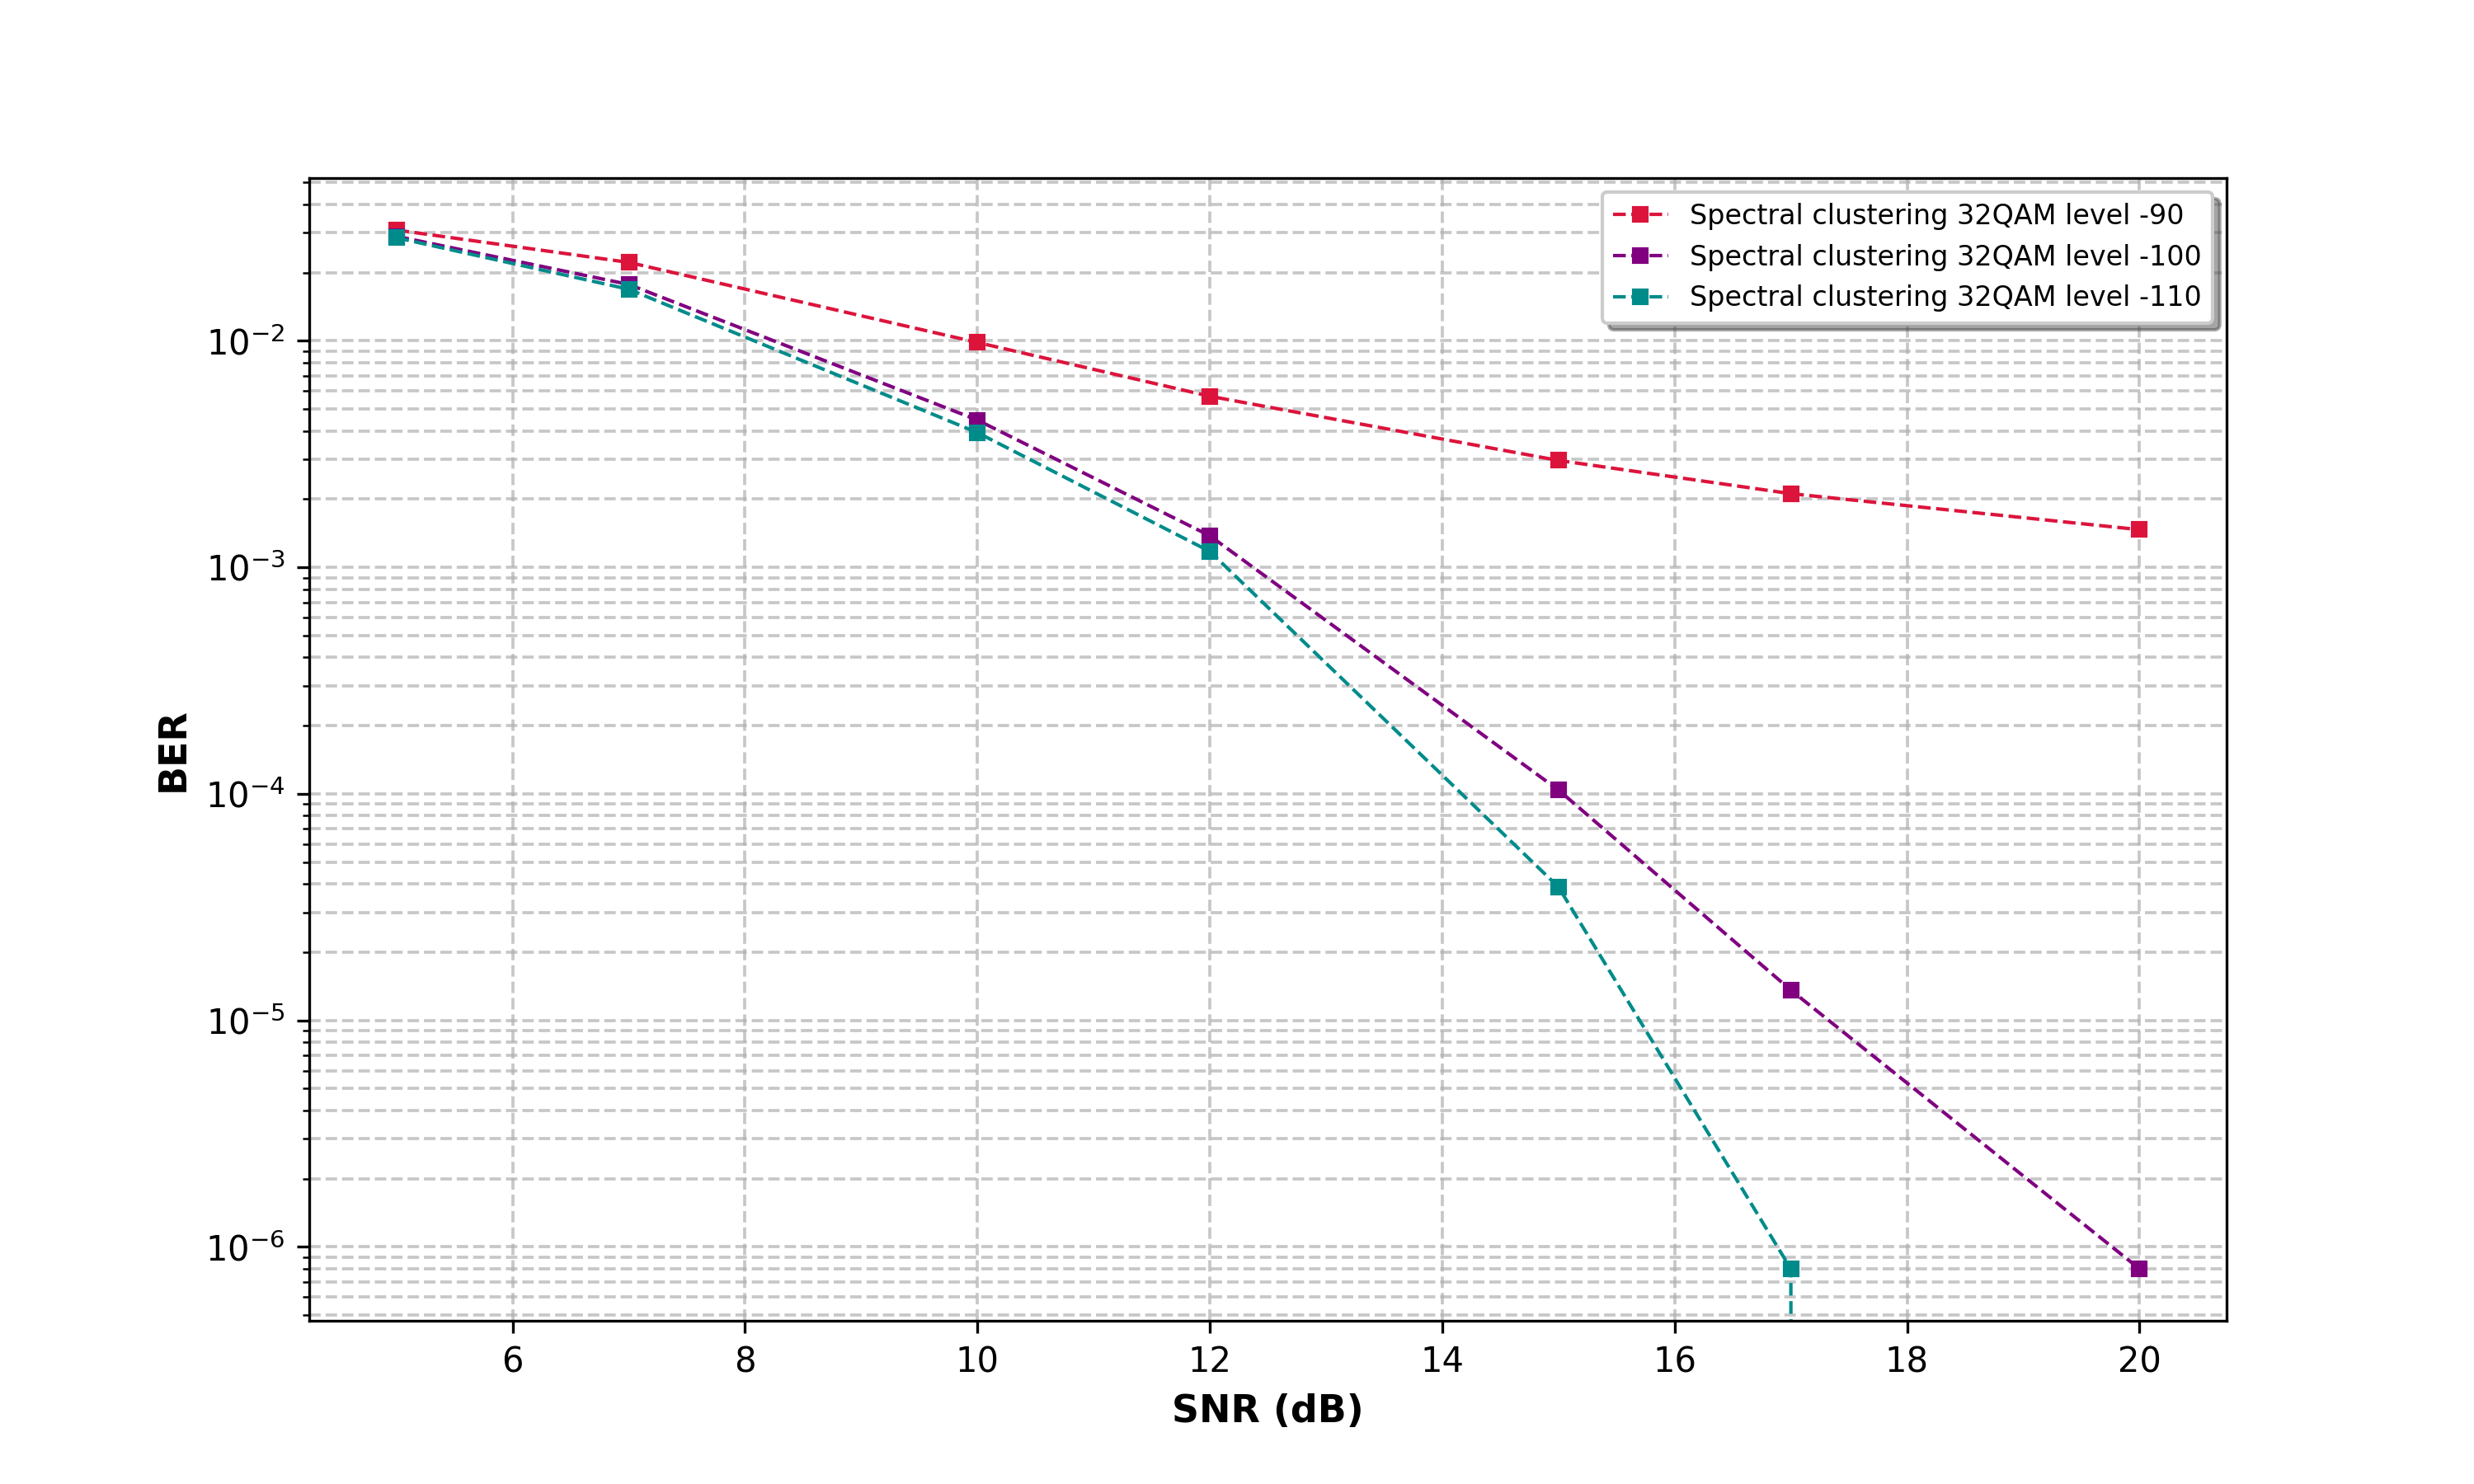 Spectral clustering 32QAM level -90
Spectral clustering 32QAM level -100
Spectral clustering 32QAM level -110
BER
10⁻²
10⁻³
10⁻⁴
10⁻⁵
10⁻⁶
6 8 10 12 14 16 18 20
SNR (dB)